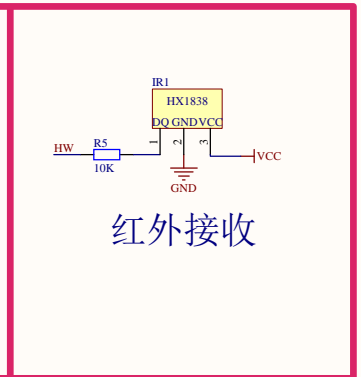 IR1
HX1838
DQ GND VCC
1 2 3
HW R5 VCC
10K
GND
红外接收